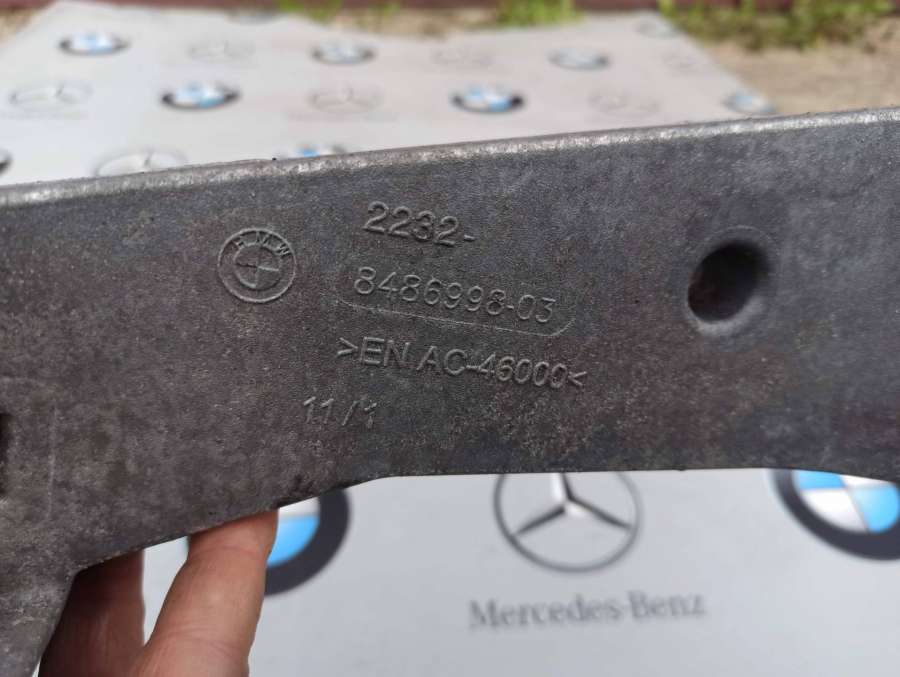 BMW
2232-
8486998-03
>EN AC-46000<
11/1
Mercedes-Benz